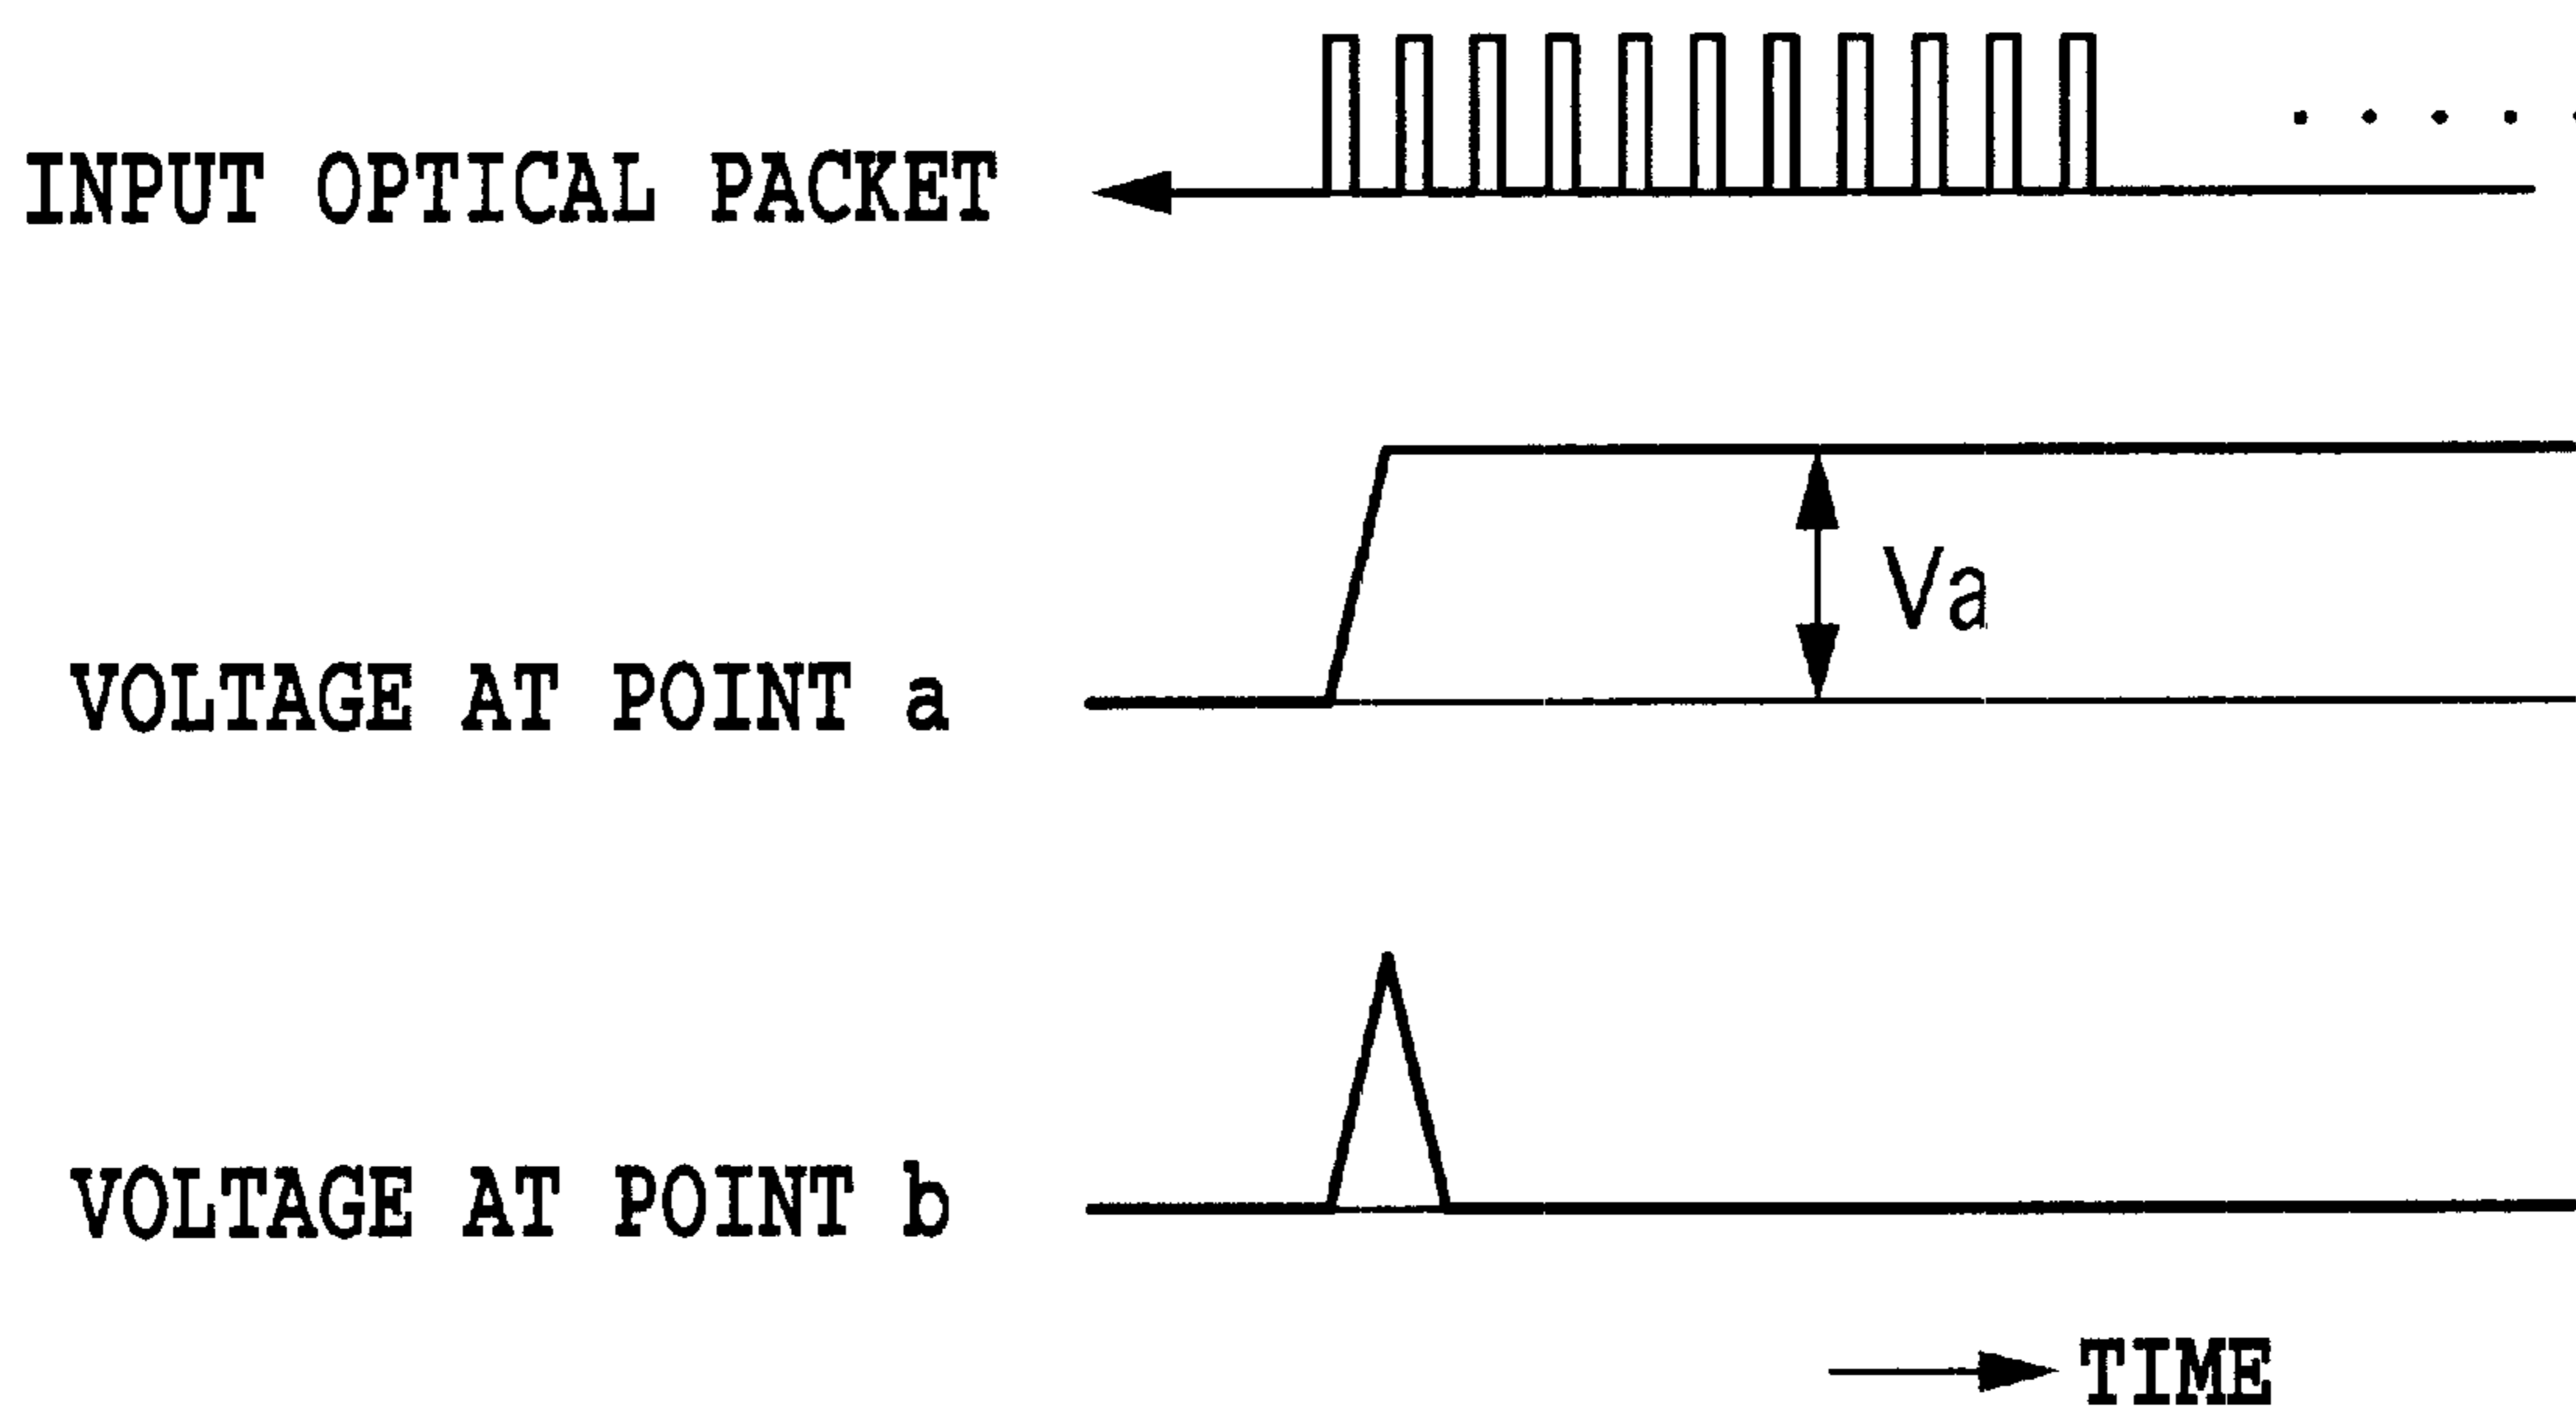 INPUT OPTICAL PACKET
Va
VOLTAGE AT POINT a
VOLTAGE AT POINT b
TIME